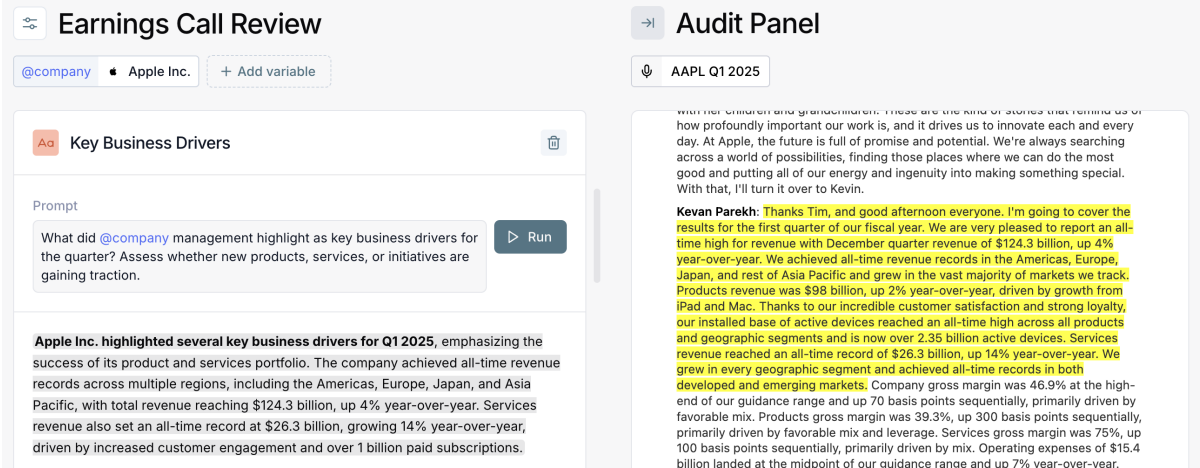 Earnings Call Review
@company Apple Inc. + Add variable
Aa Key Business Drivers
Prompt
What did @company management highlight as key business drivers for
the quarter? Assess whether new products, services, or initiatives are
gaining traction.
Run
Apple Inc. highlighted several key business drivers for Q1 2025, emphasizing the
success of its product and services portfolio. The company achieved all-time revenue
records across multiple regions, including the Americas, Europe, Japan, and Asia
Pacific, with total revenue reaching $124.3 billion, up 4% year-over-year. Services
revenue also set an all-time record at $26.3 billion, growing 14% year-over-year,
driven by increased customer engagement and over 1 billion paid subscriptions.
Audit Panel
AAPL Q1 2025
with her children and grandchildren. These are the kind of stories that remind us of
how profoundly important our work is, and it drives us to innovate each and every
day. At Apple, the future is full of promise and potential. We're always searching
across a world of possibilities, finding those places where we can do the most
good and putting all of our energy and ingenuity into making something special.
With that, I'll turn it over to Kevin.
Kevan Parekh: Thanks Tim, and good afternoon everyone. I'm going to cover the
results for the first quarter of our fiscal year. We are very pleased to report an all-
time high for revenue with December quarter revenue of $124.3 billion, up 4%
year-over-year. We achieved all-time revenue records in the Americas, Europe,
Japan, and rest of Asia Pacific and grew in the vast majority of markets we track.
Products revenue was $98 billion, up 2% year-over-year, driven by growth from
iPad and Mac. Thanks to our incredible customer satisfaction and strong loyalty,
our installed base of active devices reached an all-time high across all products
and geographic segments and is now over 2.35 billion active devices. Services
revenue reached an all-time record of $26.3 billion, up 14% year-over-year. We
grew in every geographic segment and achieved all-time records in both
developed and emerging markets. Company gross margin was 46.9% at the high-
end of our guidance range and up 70 basis points sequentially, primarily driven by
favorable mix. Products gross margin was 39.3%, up 300 basis points sequentially,
primarily driven by favorable mix and leverage. Services gross margin was 75%, up
100 basis points sequentially, primarily driven by mix. Operating expenses of $15.4
billion landed at the midpoint of our guidance range and up 7% year-over-year.